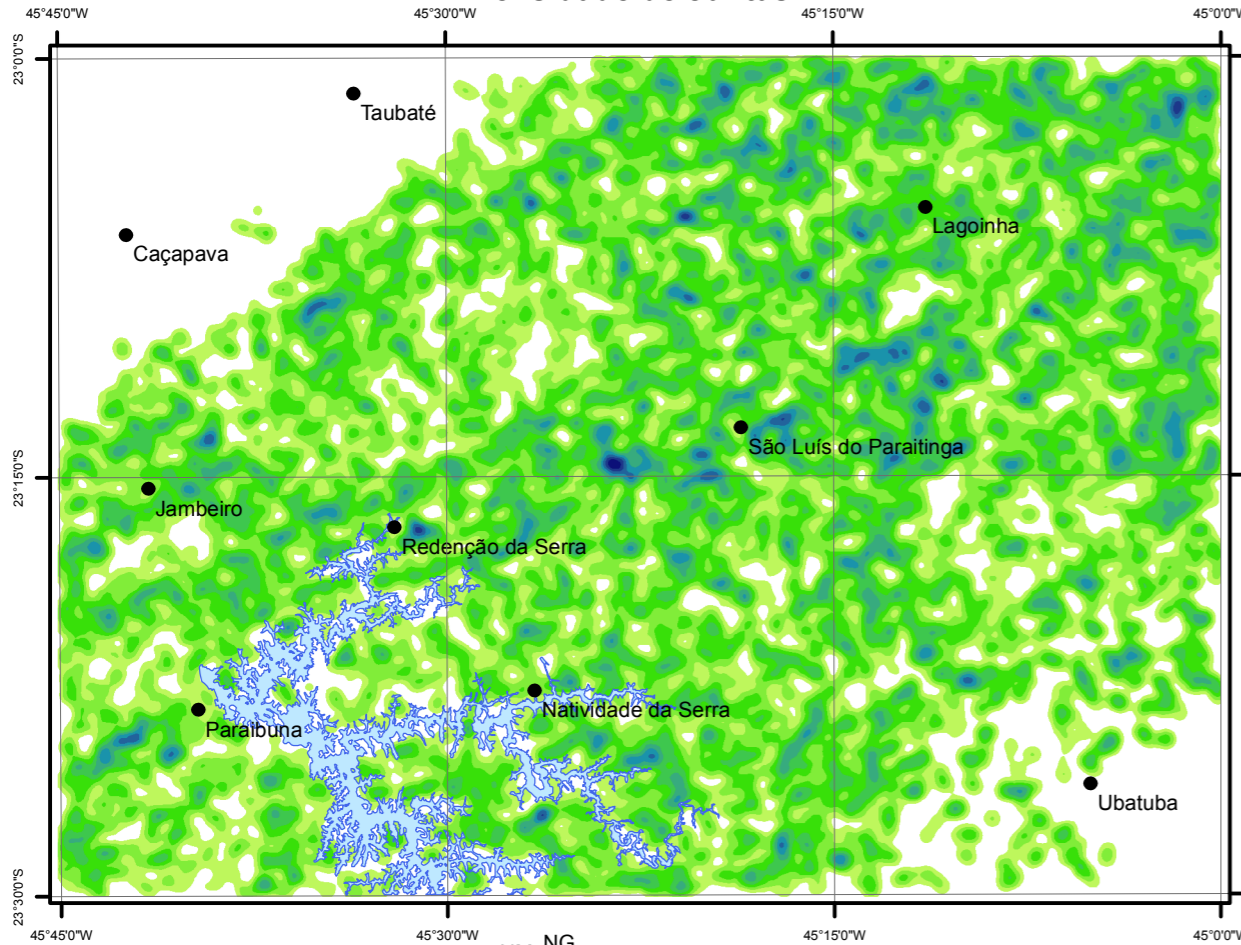 45°45'0"W 45°30'0"W 45°15'0"W 45°0'0"W
23°0'0"S
Taubaté
Lagoinha
Caçapava
São Luís do Paraitinga
23°15'0"S
Jambeiro
Redenção da Serra
Natividade da Serra
Paraibuna
Ubatuba
23°30'0"S
45°45'0"W 45°30'0"W 45°15'0"W 45°0'0"W